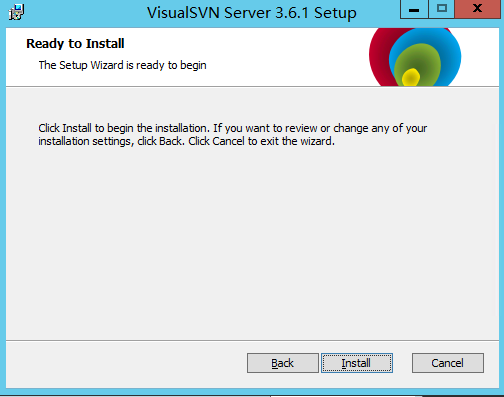 VisualSVN Server 3.6.1 Setup
Ready to Install
The Setup Wizard is ready to begin
Click Install to begin the installation. If you want to review or change any of your
installation settings, click Back. Click Cancel to exit the wizard.
Back Install Cancel